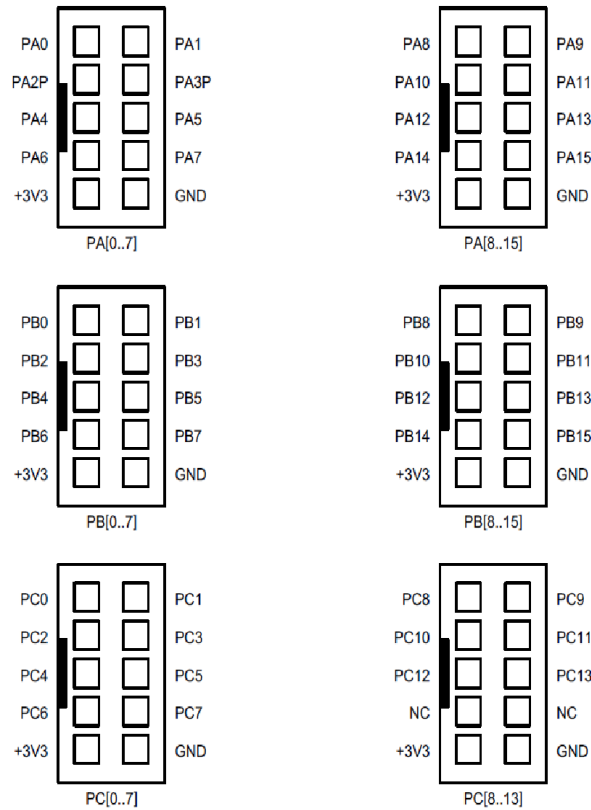 PA0 PA1 PA8 PA9
PA2P PA3P PA10 PA11
PA4 PA5 PA12 PA13
PA6 PA7 PA14 PA15
+3V3 GND +3V3 GND
PA[0..7] PA[8..15]
PB0 PB1 PB8 PB9
PB2 PB3 PB10 PB11
PB4 PB5 PB12 PB13
PB6 PB7 PB14 PB15
+3V3 GND +3V3 GND
PB[0..7] PB[8..15]
PC0 PC1 PC8 PC9
PC2 PC3 PC10 PC11
PC4 PC5 PC12 PC13
PC6 PC7 NC NC
+3V3 GND +3V3 GND
PC[0..7] PC[8..13]